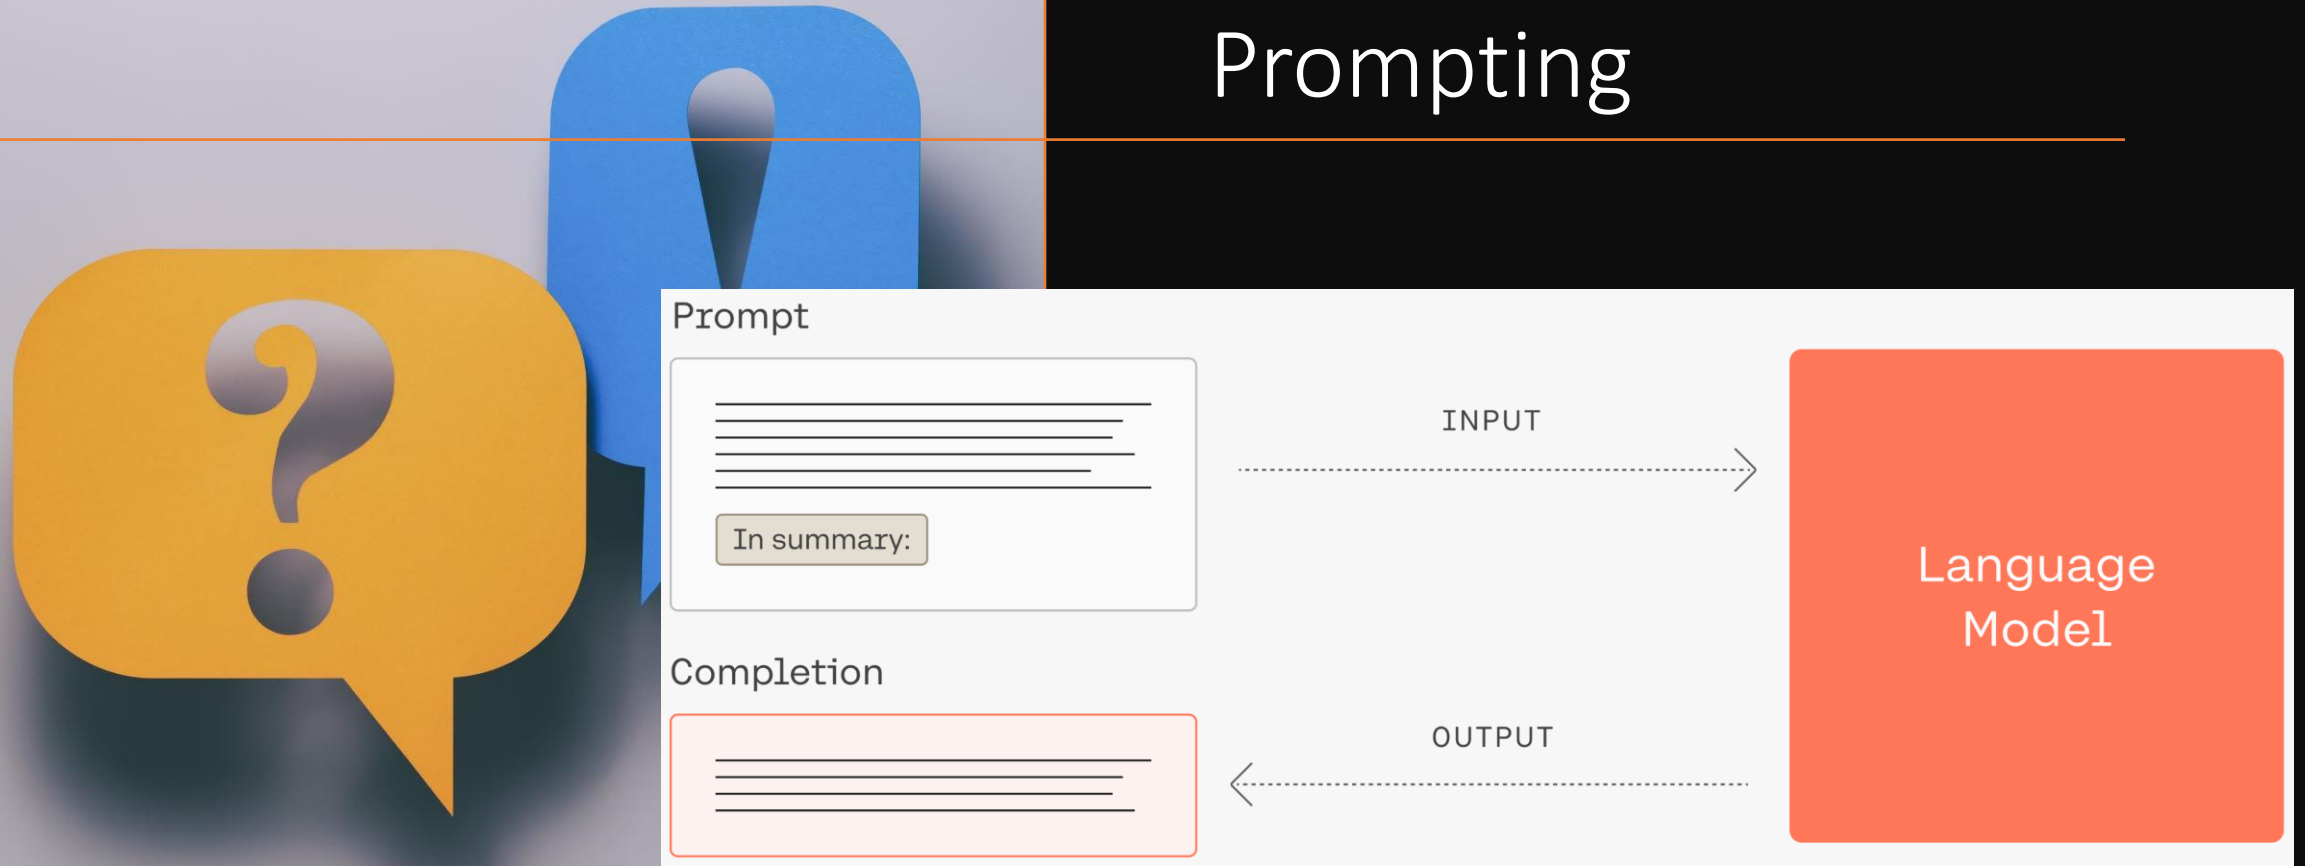 Prompting
Prompt
INPUT
In summary:
Language
Model
Completion
OUTPUT